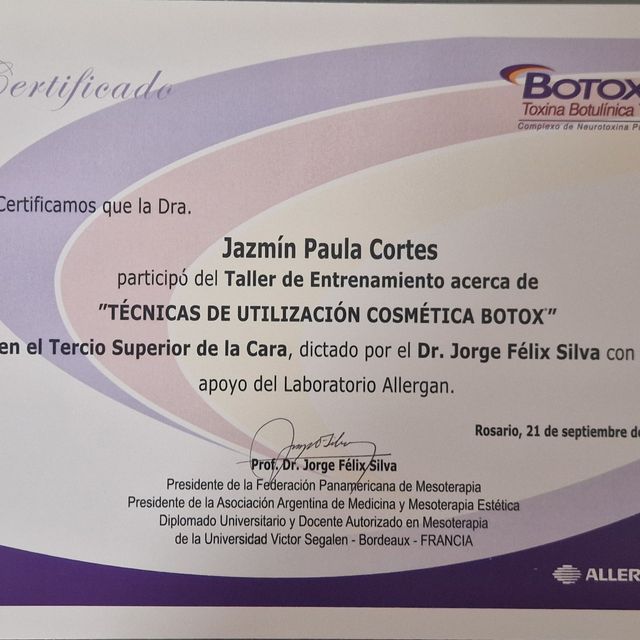 Certificado
BOTOX
Toxina Botulínica
Complejo de Neurotoxina
Certificamos que la Dra.
Jazmín Paula Cortes
participó del Taller de Entrenamiento acerca de
"TÉCNICAS DE UTILIZACIÓN COSMÉTICA BOTOX"
en el Tercio Superior de la Cara, dictado por el Dr. Jorge Félix Silva con
apoyo del Laboratorio Allergan.
Rosario, 21 de septiembre de
Prof. Dr. Jorge Félix Silva
Presidente de la Federación Panamericana de Mesoterapia
Presidente de la Asociación Argentina de Medicina y Mesoterapia Estética
Diplomado Universitario y Docente Autorizado en Mesoterapia
de la Universidad Victor Segalen - Bordeaux - FRANCIA
ALLER